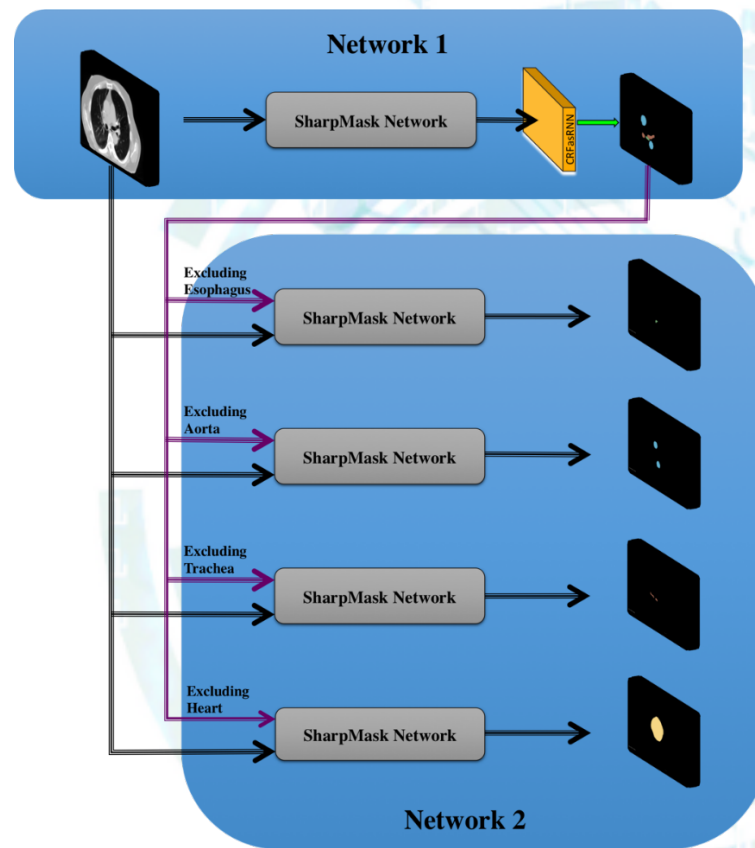 Network 1
SharpMask Network
CRFasRNN
Excluding
Esophagus
SharpMask Network
Excluding
Aorta
SharpMask Network
Excluding
Trachea
SharpMask Network
Excluding
Heart
SharpMask Network
Network 2